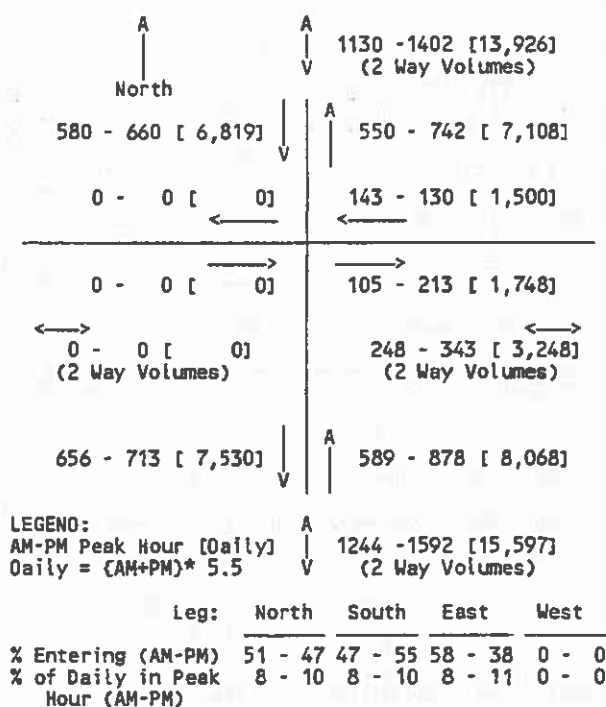 A A
1130 -1402 [13,926]
V (2 Way Volumes)
North
580 - 660 [ 6,819] A 550 - 742 [ 7,108]
V
0 - 0 [ 0] 143 - 130 [ 1,500]
<---- <----
----> ---->
0 - 0 [ 0] 105 - 213 [ 1,748]
<----> <---->
0 - 0 [ 0] 248 - 343 [ 3,248]
(2 Way Volumes) (2 Way Volumes)
656 - 713 [ 7,530] A 589 - 878 [ 8,068]
V
LEGEND: A
AM-PM Peak Hour [Daily] 1244 -1592 [15,597]
Daily = {AM+PM}* 5.5 V (2 Way Volumes)
Leg: North South East West
% Entering (AM-PM) 51 - 47 47 - 55 58 - 38 0 - 0
% of Daily in Peak 8 - 10 8 - 10 8 - 11 0 - 0
Hour (AM-PM)